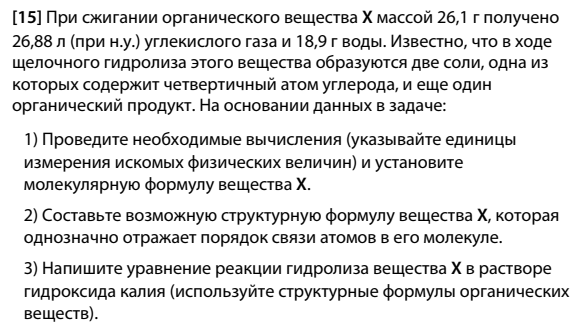 [15] При сжигании органического вещества X массой 26,1 г получено
26,88 л (при н.у.) углекислого газа и 18,9 г воды. Известно, что в ходе
щелочного гидролиза этого вещества образуются две соли, одна из
которых содержит четвертичный атом углерода, и еще один
органический продукт. На основании данных в задаче:
1) Проведите необходимые вычисления (указывайте единицы
измерения искомых физических величин) и установите
молекулярную формулу вещества X.
2) Составьте возможную структурную формулу вещества X, которая
однозначно отражает порядок связи атомов в его молекуле.
3) Напишите уравнение реакции гидролиза вещества X в растворе
гидроксида калия (используйте структурные формулы органических
веществ).